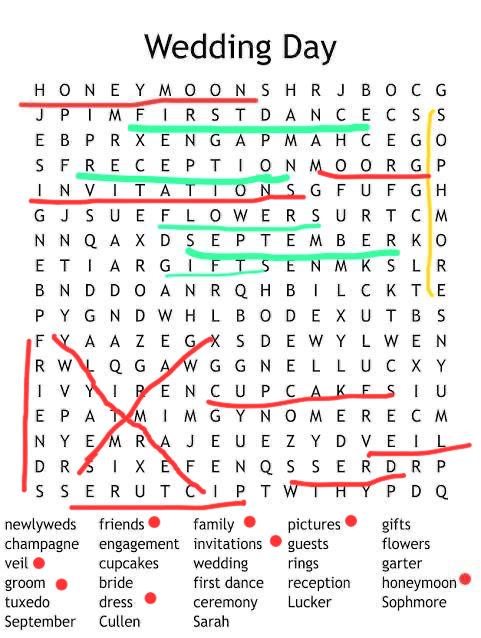 Wedding Day
H O N E Y M O O N S H R J B O C G
J P I M F I R S T D A N C E C S S
E B P R X E N G A P M A H C E G O
S F R E C E P T I O N M O O R G P
I N V I T A T I O N S G F U F G H
G J S U E F L O W E R S U R T C M
N N Q A X D S E P T E M B E R K O
E T I A R G I F T S E N M K S L R
B N D D O A N R Q H B I L C K T E
P Y G N D W H L B O D E X U T B S
F Y A A Z E G X S D E W Y L W E N
R W L Q G A W G G N E L L U C X Y
I V Y I R E N C U P C A K E S I U
E P A T M I M G Y N O M E R E C M
N Y E M R A J E U E Z Y D V E I L
D R S I X E F E N Q S S E R D R P
S S E R U T C I P T W I H Y P D Q
newlyweds friends family pictures gifts
champagne engagement invitations guests flowers
veil cupcakes wedding rings garter
groom bride first dance reception honeymoon
tuxedo dress ceremony Lucker Sophmore
September Cullen Sarah